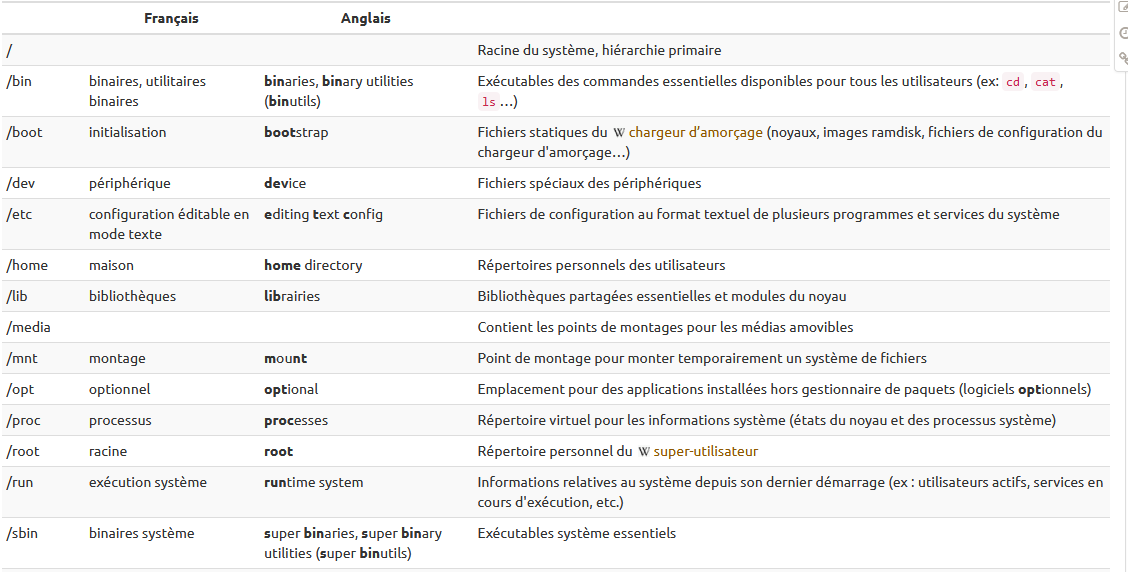 Français Anglais
/ Racine du système, hiérarchie primaire
/bin binaires, utilitaires binaries, binary utilities Exécutables des commandes essentielles disponibles pour tous les utilisateurs (ex: cd, cat,
binaires (binutils) ls …)
/boot initialisation bootstrap Fichiers statiques du W chargeur d’amorçage (noyaux, images ramdisk, fichiers de configuration du
chargeur d'amorçage…)
/dev périphérique device Fichiers spéciaux des périphériques
/etc configuration éditable en editing text config Fichiers de configuration au format textuel de plusieurs programmes et services du système
mode texte
/home maison home directory Répertoires personnels des utilisateurs
/lib bibliothèques librairies Bibliothèques partagées essentielles et modules du noyau
/media Contient les points de montages pour les médias amovibles
/mnt montage mount Point de montage pour monter temporairement un système de fichiers
/opt optionnel optional Emplacement pour des applications installées hors gestionnaire de paquets (logiciels optionnels)
/proc processus processes Répertoire virtuel pour les informations système (états du noyau et des processus système)
/root racine root Répertoire personnel du W super-utilisateur
/run exécution système runtime system Informations relatives au système depuis son dernier démarrage (ex : utilisateurs actifs, services en
cours d'exécution, etc.)
/sbin binaires système super binaries, super binary Exécutables système essentiels
utilities (super binutils)